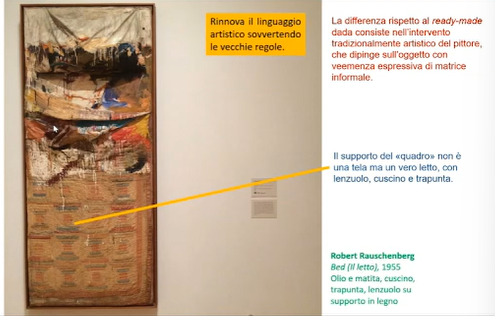 Rinnova il linguaggio
artistico sovvertendo
le vecchie regole.
La differenza rispetto al ready-made
dada consiste nell'intervento
tradizionalmente artistico del pittore,
che dipinge sull'oggetto con
veemenza espressiva di matrice
informale.
Il supporto del «quadro» non è
una tela ma un vero letto, con
lenzuolo, cuscino e trapunta.
Robert Rauschenberg
Bed (Il letto), 1955
Olio e matita, cuscino,
trapunta, lenzuolo su
supporto in legno